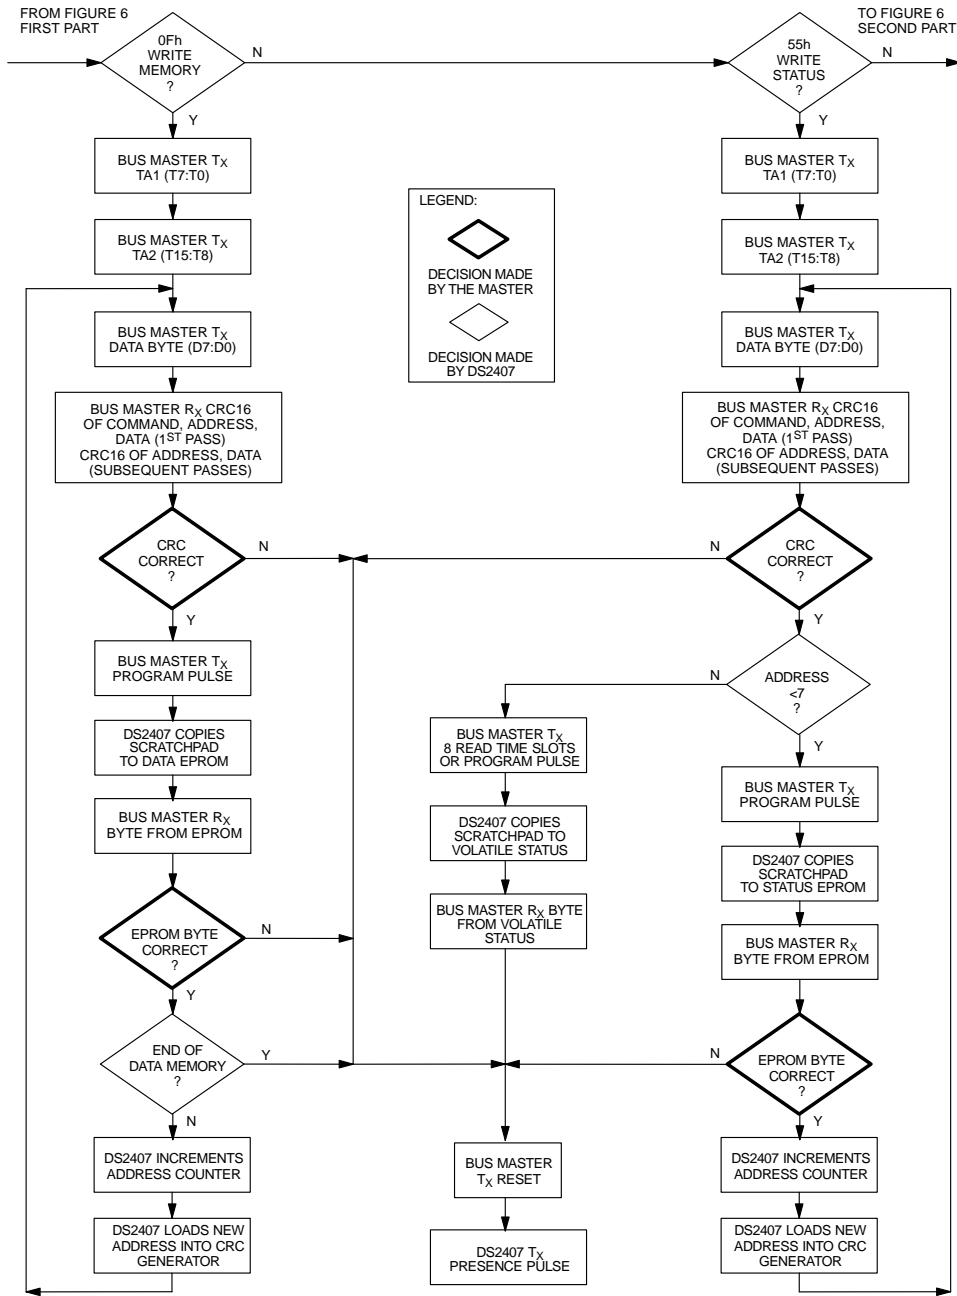 FROM FIGURE 6
FIRST PART
0Fh
WRITE
MEMORY
?
N
Y
55h
WRITE
STATUS
?
N
Y
TO FIGURE 6
SECOND PART
BUS MASTER TX
TA1 (T7:T0)
BUS MASTER TX
TA2 (T15:T8)
BUS MASTER TX
DATA BYTE (D7:D0)
BUS MASTER RX CRC16
OF COMMAND, ADDRESS,
DATA (1ST PASS)
CRC16 OF ADDRESS, DATA
(SUBSEQUENT PASSES)
CRC
CORRECT
?
N
Y
BUS MASTER TX
PROGRAM PULSE
DS2407 COPIES
SCRATCHPAD
TO DATA EPROM
BUS MASTER RX
BYTE FROM EPROM
EPROM BYTE
CORRECT
?
N
Y
END OF
DATA MEMORY
?
Y
N
DS2407 INCREMENTS
ADDRESS COUNTER
DS2407 LOADS NEW
ADDRESS INTO CRC
GENERATOR
LEGEND:
DECISION MADE
BY THE MASTER
DECISION MADE
BY DS2407
BUS MASTER TX
8 READ TIME SLOTS
OR PROGRAM PULSE
DS2407 COPIES
SCRATCHPAD TO
VOLATILE STATUS
BUS MASTER RX BYTE
FROM VOLATILE
STATUS
BUS MASTER
TX RESET
DS2407 TX
PRESENCE PULSE
BUS MASTER TX
TA1 (T7:T0)
BUS MASTER TX
TA2 (T15:T8)
BUS MASTER TX
DATA BYTE (D7:D0)
BUS MASTER RX CRC16
OF COMMAND, ADDRESS,
DATA (1ST PASS)
CRC16 OF ADDRESS, DATA
(SUBSEQUENT PASSES)
N
CRC
CORRECT
?
Y
N
ADDRESS
<7
?
Y
BUS MASTER TX
PROGRAM PULSE
DS2407 COPIES
SCRATCHPAD
TO STATUS EPROM
BUS MASTER RX
BYTE FROM EPROM
N
EPROM BYTE
CORRECT
?
Y
DS2407 INCREMENTS
ADDRESS COUNTER
DS2407 LOADS NEW
ADDRESS INTO CRC
GENERATOR